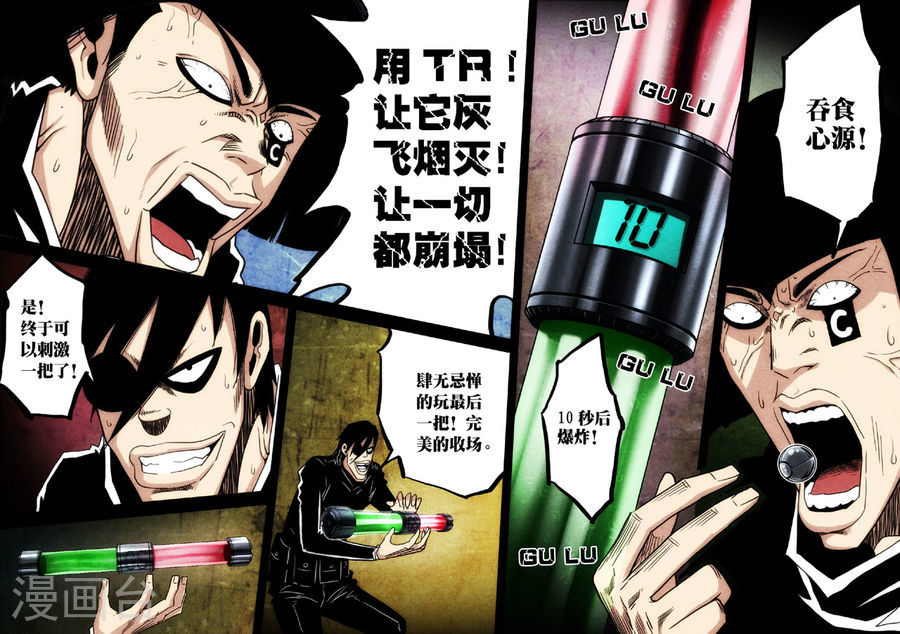 用TR！
让它灰
飞烟灭！
让一切
都崩塌！
是！
终于可
以刺激
一把了！
肆无忌惮
的玩最后
一把！完
美的收场。
GU LU
GU LU
10
GU LU
10秒后
爆炸！
GU LU
吞食
心源！
C
C
漫画台